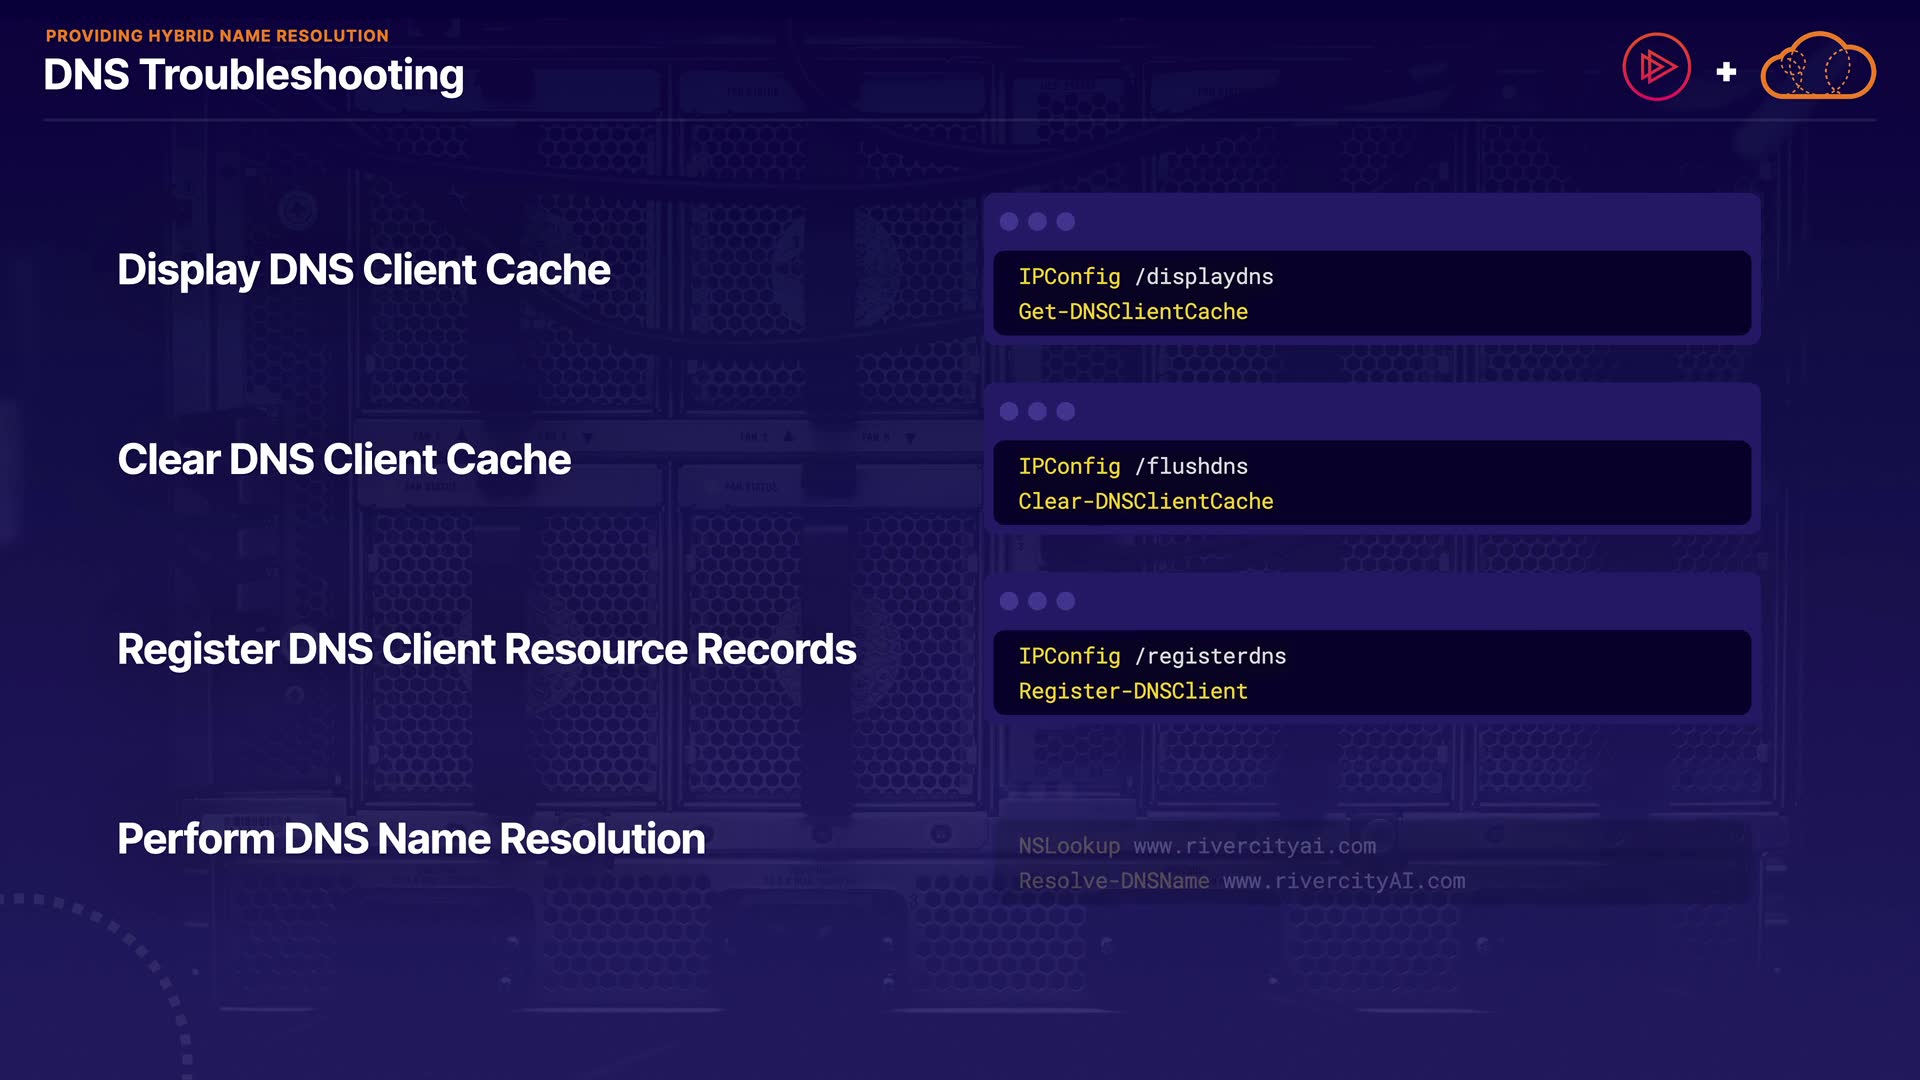 PROVIDING HYBRID NAME RESOLUTION
DNS Troubleshooting
Display DNS Client Cache
IPConfig /displaydns
Get-DNSClientCache
Clear DNS Client Cache
IPConfig /flushdns
Clear-DNSClientCache
Register DNS Client Resource Records
IPConfig /registerdns
Register-DNSClient
Perform DNS Name Resolution
NSLookup www.rivercityai.com
Resolve-DNSName www.rivercityAI.com